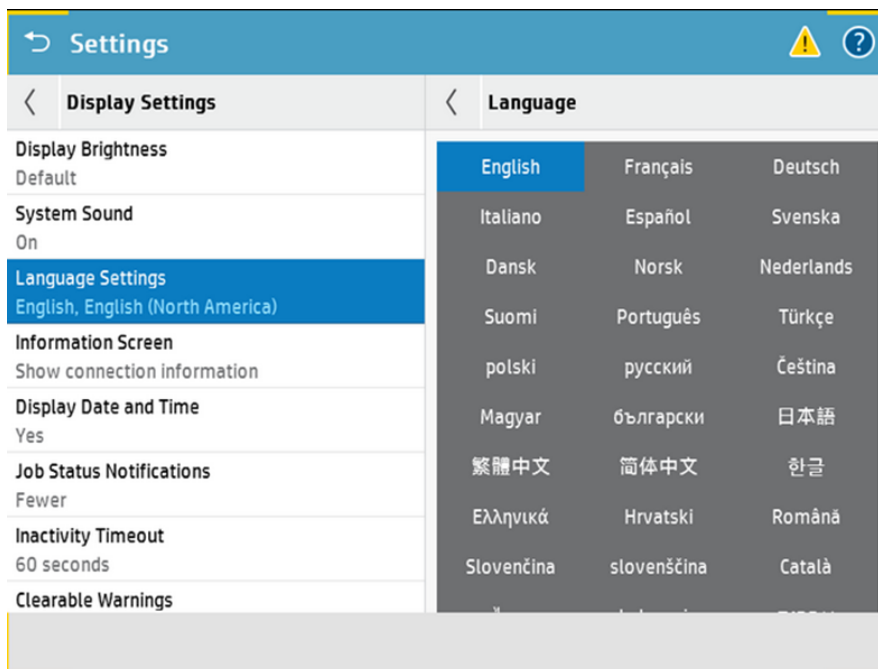 Settings
Display Settings
Language
Display Brightness
Default
System Sound
On
Language Settings
English, English (North America)
Information Screen
Show connection information
Display Date and Time
Yes
Job Status Notifications
Fewer
Inactivity Timeout
60 seconds
Clearable Warnings
English Français Deutsch
Italiano Español Svenska
Dansk Norsk Nederlands
Suomi Português Türkçe
polski русский Čeština
Magyar български 日本語
繁體中文 简体中文 한글
Ελληνικά Hrvatski Română
Slovenčina slovenščina Català